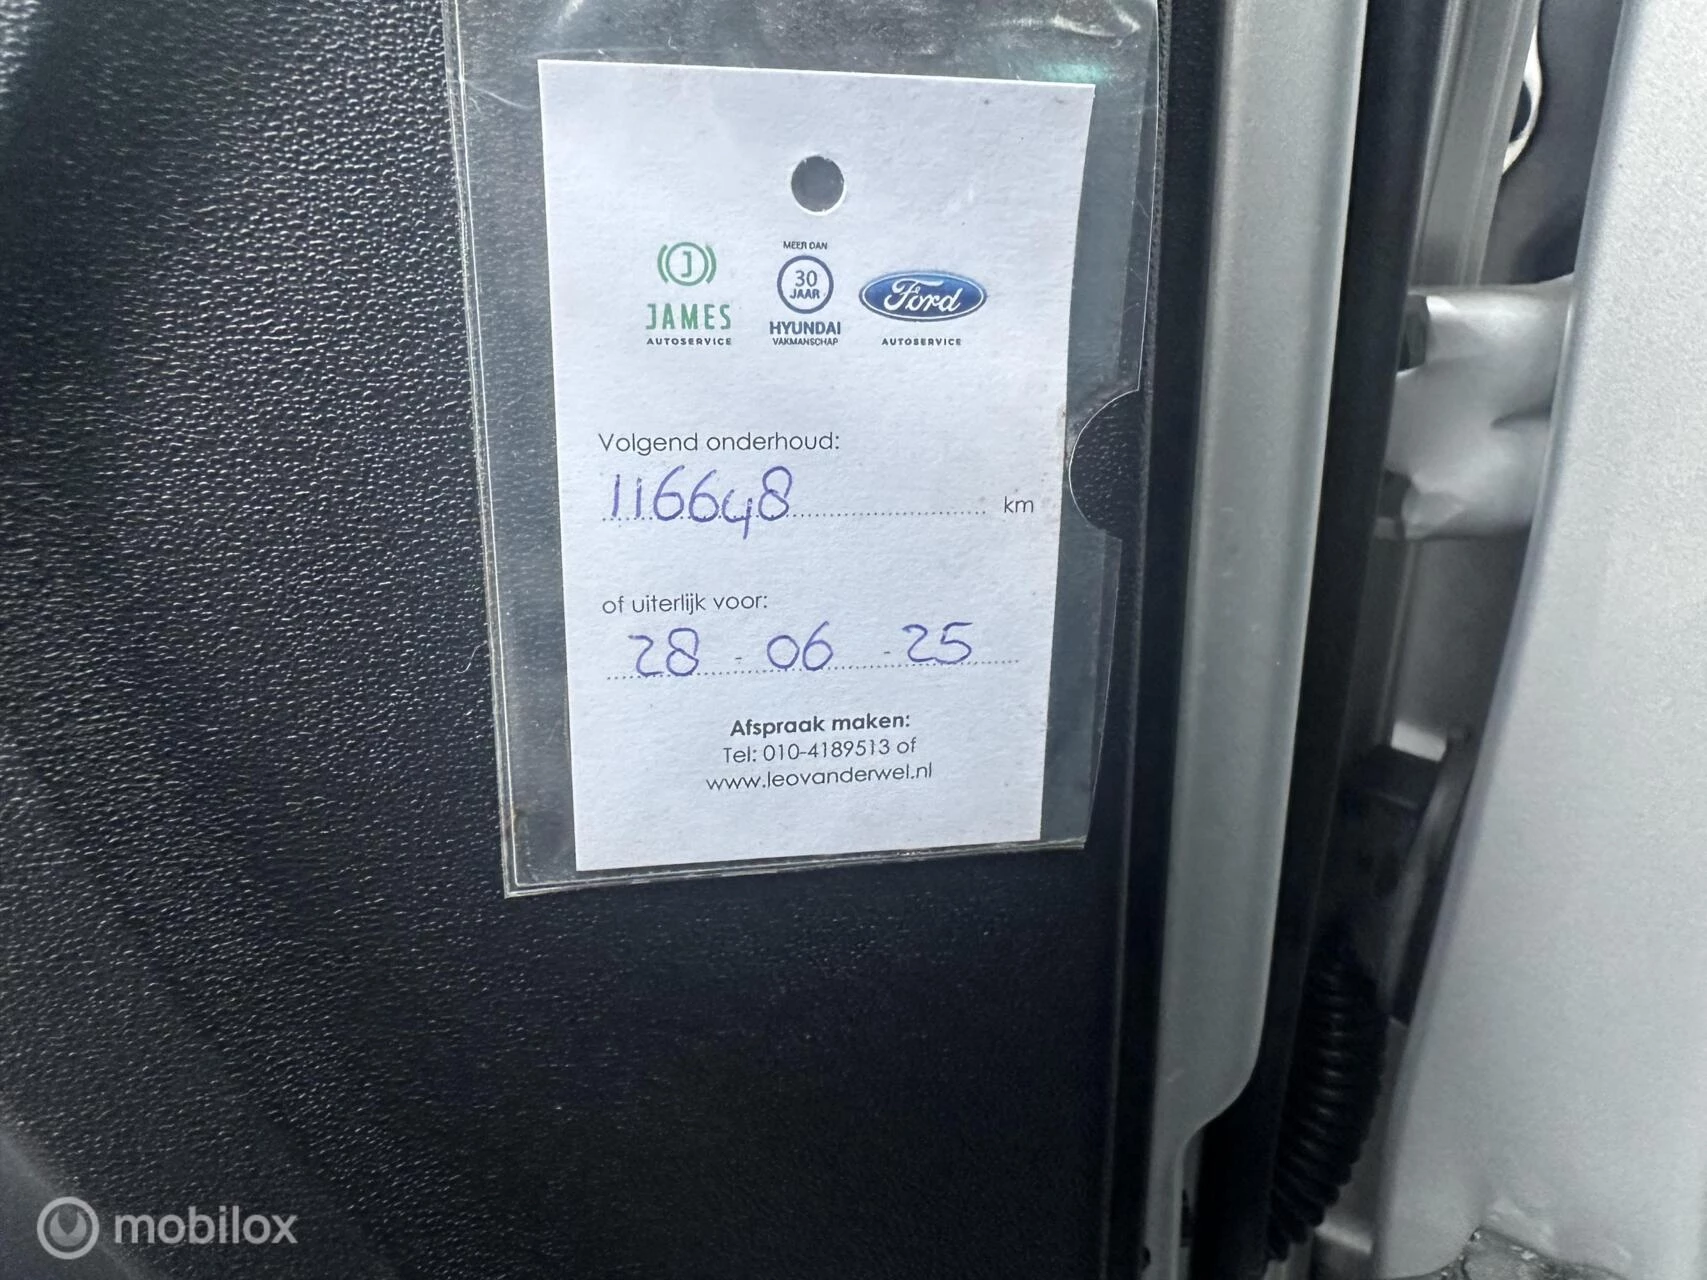 J
JAMES
AUTOSERVICE
MEER DAN
30
JAAR
HYUNDAI
VAKMANSCHAP
Ford
AUTOSERVICE
Volgend onderhoud:
116648 km
of uiterlijk voor:
28 - 06 - 25
Afspraak maken:
Tel: 010-4189513 of
www.leovanderwel.nl
mobilox